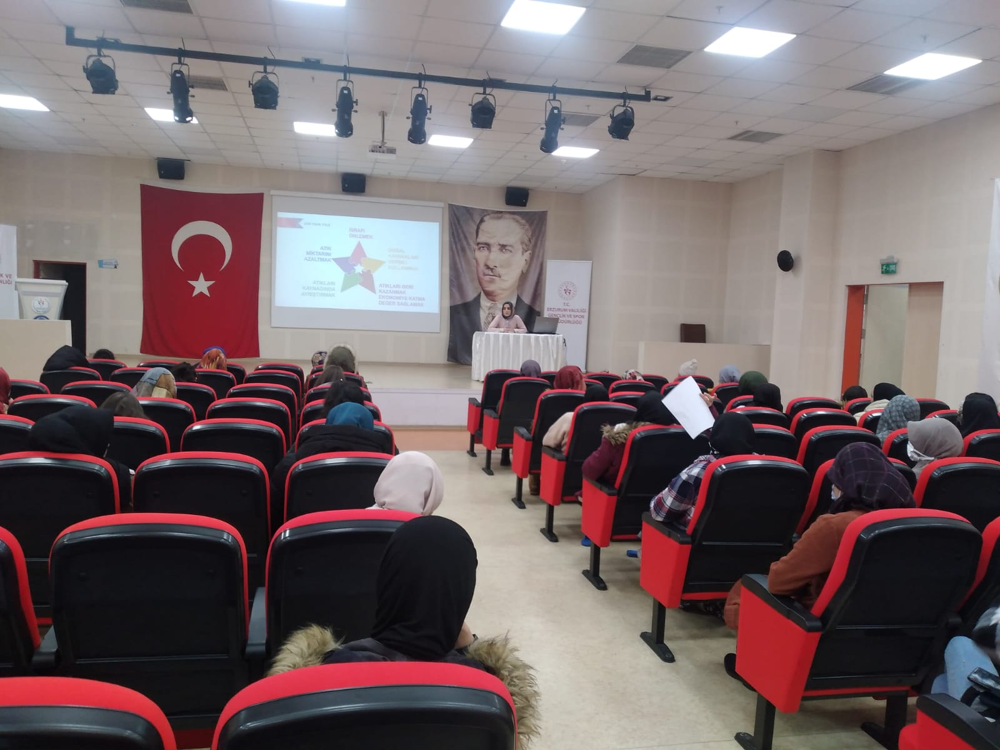 İSRAFI
ÖNLEMEK
ATIK
MİKTARINI
AZALTMAK
DOĞAL
KAYNAKLARI
VERİMLİ
KULLANMAK
ATIKLARI
KAYNAĞINDA
AYRIŞTIRMAK
ATIKLARI GERİ
KAZANMAK
EKONOMİYE KATMA
DEĞER SAĞLAMAK
T.C.
ERZURUM VALİLİĞİ
GENÇLİK VE SPOR
K VE